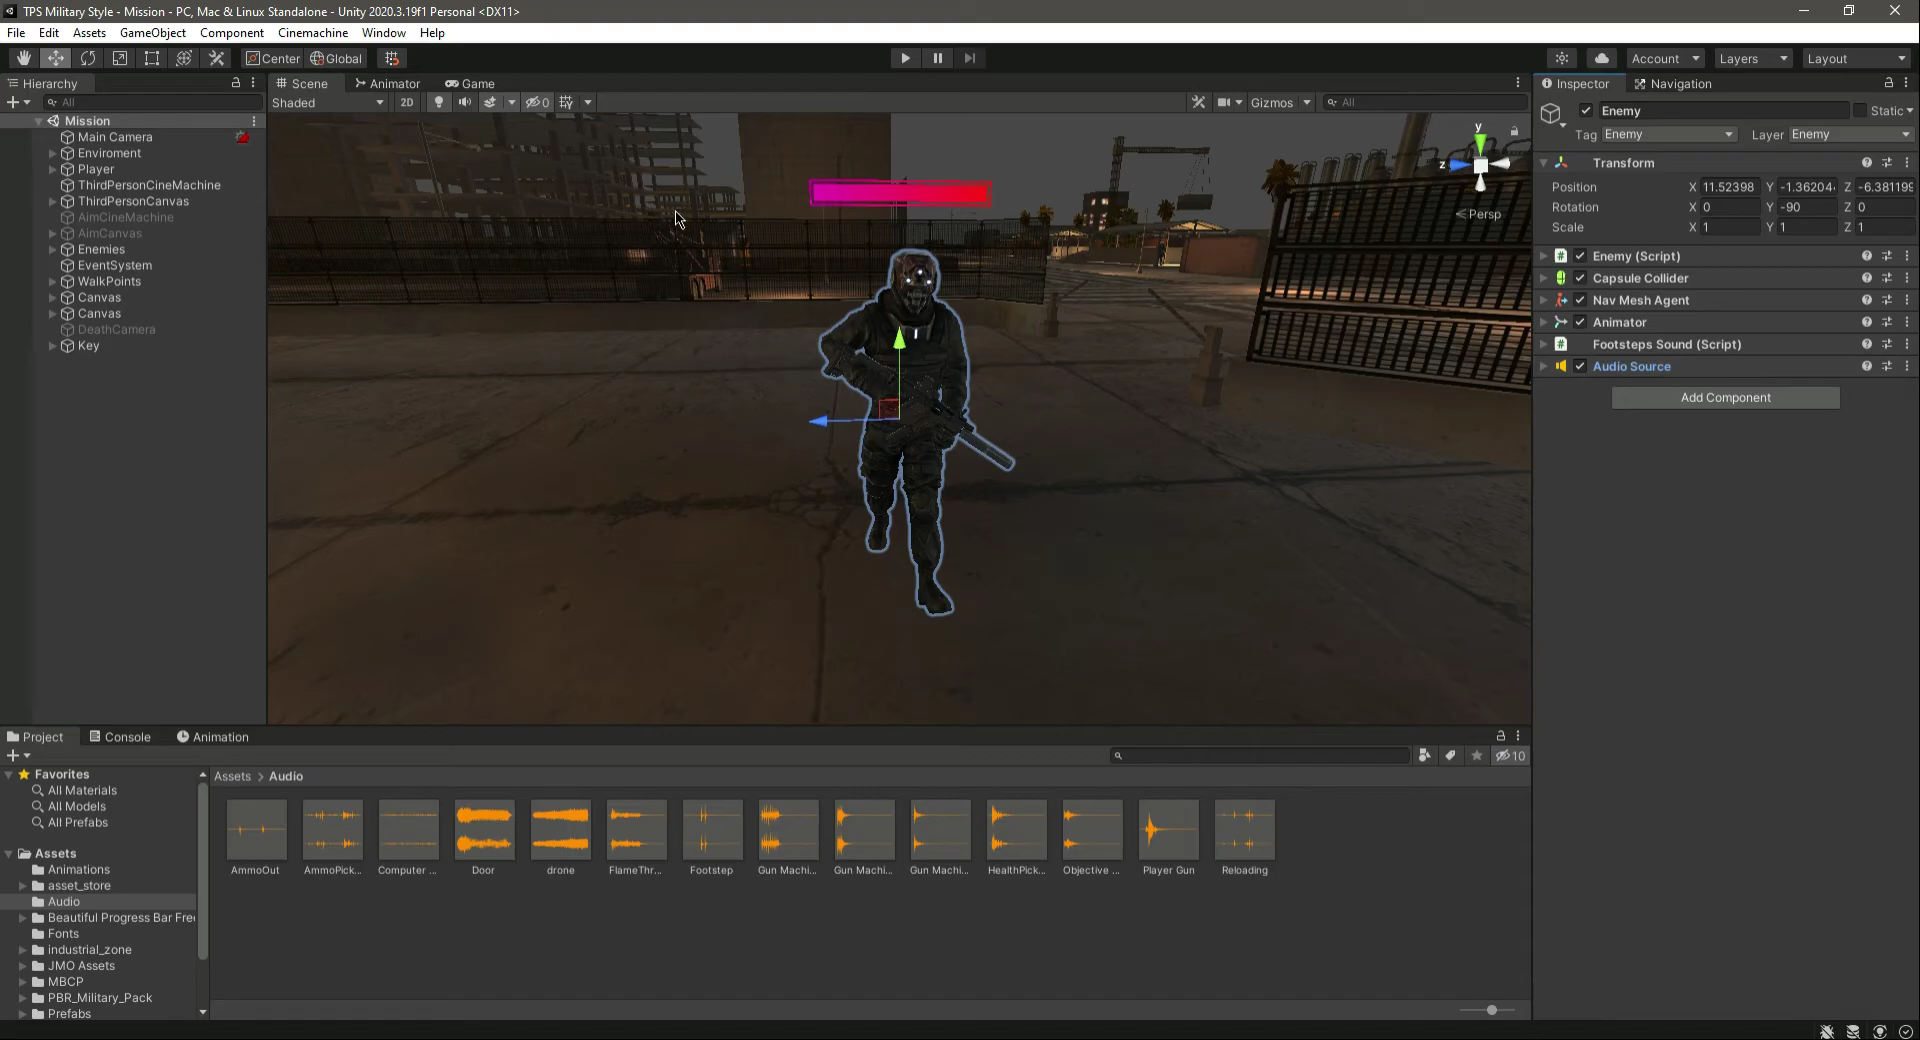 TPS Military Style - Mission - PC, Mac & Linux Standalone - Unity 2020.3.19f1 Personal <DX11>
File Edit Assets GameObject Component Cinemachine Window Help
Center Global Account Layers Layout
Hierarchy
All
Mission
Main Camera
Enviroment
Player
ThirdPersonCineMachine
ThirdPersonCanvas
AimCineMachine
AimCanvas
Enemies
EventSystem
WalkPoints
Canvas
Canvas
DeathCamera
Key
Scene Animator Game
Shaded 2D 0 Gizmos All
y
z
Persp
Inspector Navigation
Enemy Static
Tag Enemy Layer Enemy
Transform
Position X 11.52398 Y -1.36204 Z -6.381199
Rotation X 0 Y -90 Z 0
Scale X 1 Y 1 Z 1
Enemy (Script)
Capsule Collider
Nav Mesh Agent
Animator
Footsteps Sound (Script)
Audio Source
Add Component
Project Console Animation
10
Favorites
All Materials
All Models
All Prefabs
Assets
Animations
asset_store
Audio
Beautiful Progress Bar Free
Fonts
industrial_zone
JMO Assets
MBCP
PBR_Military_Pack
Prefabs
Assets > Audio
AmmoOut AmmoPick... Computer ... Door drone FlameThr... Footstep Gun Machi... Gun Machi... Gun Machi... HealthPick... Objective ... Player Gun Reloading